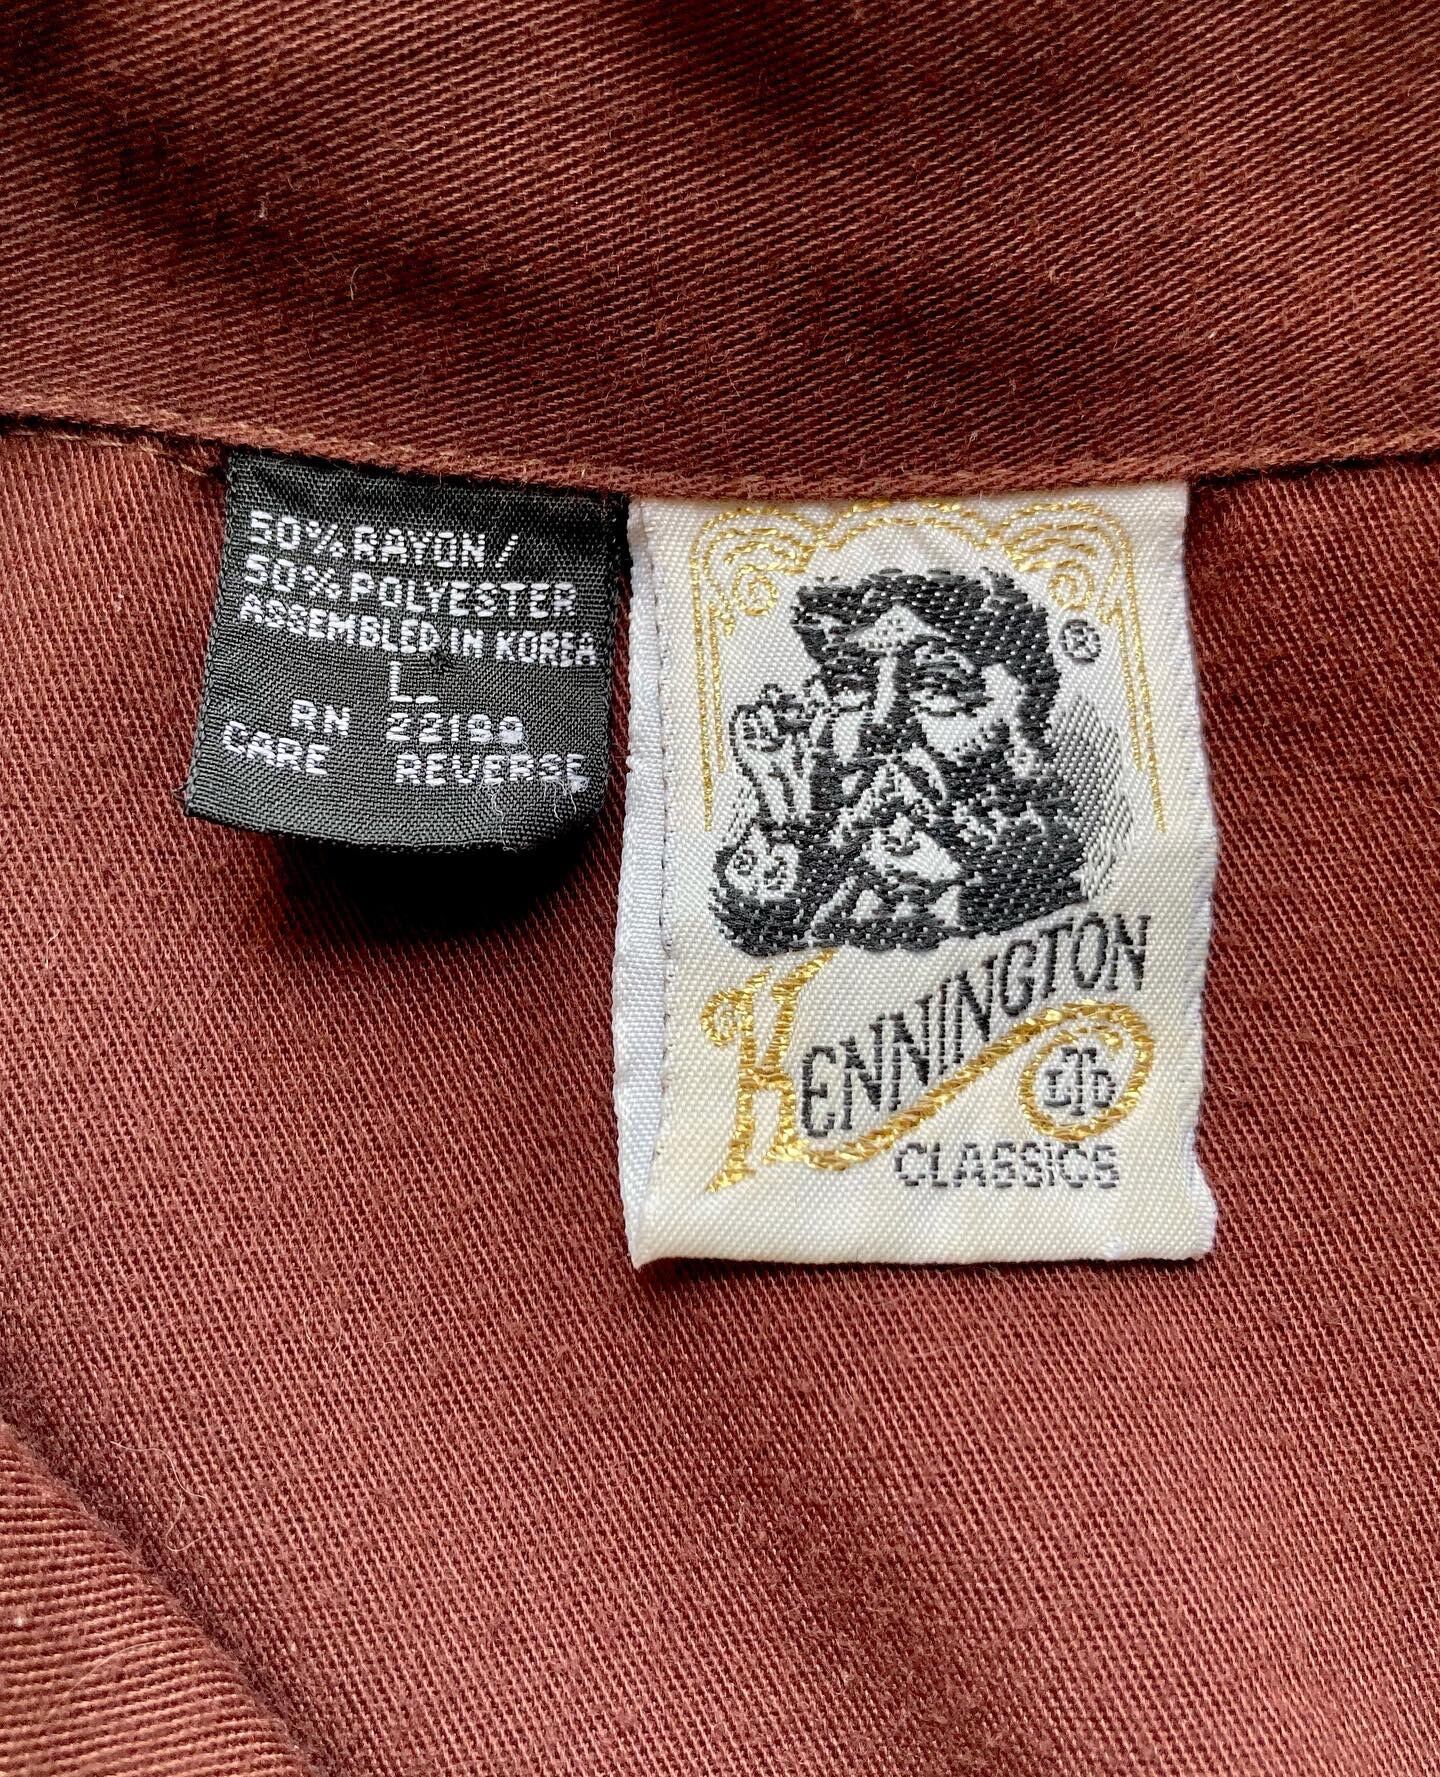 50% RAYON /
50% POLYESTER
ASSEMBLED IN KOREA
L
RN 22199
CARE REVERSE
®
KENNINGTON
LTD
CLASSICS